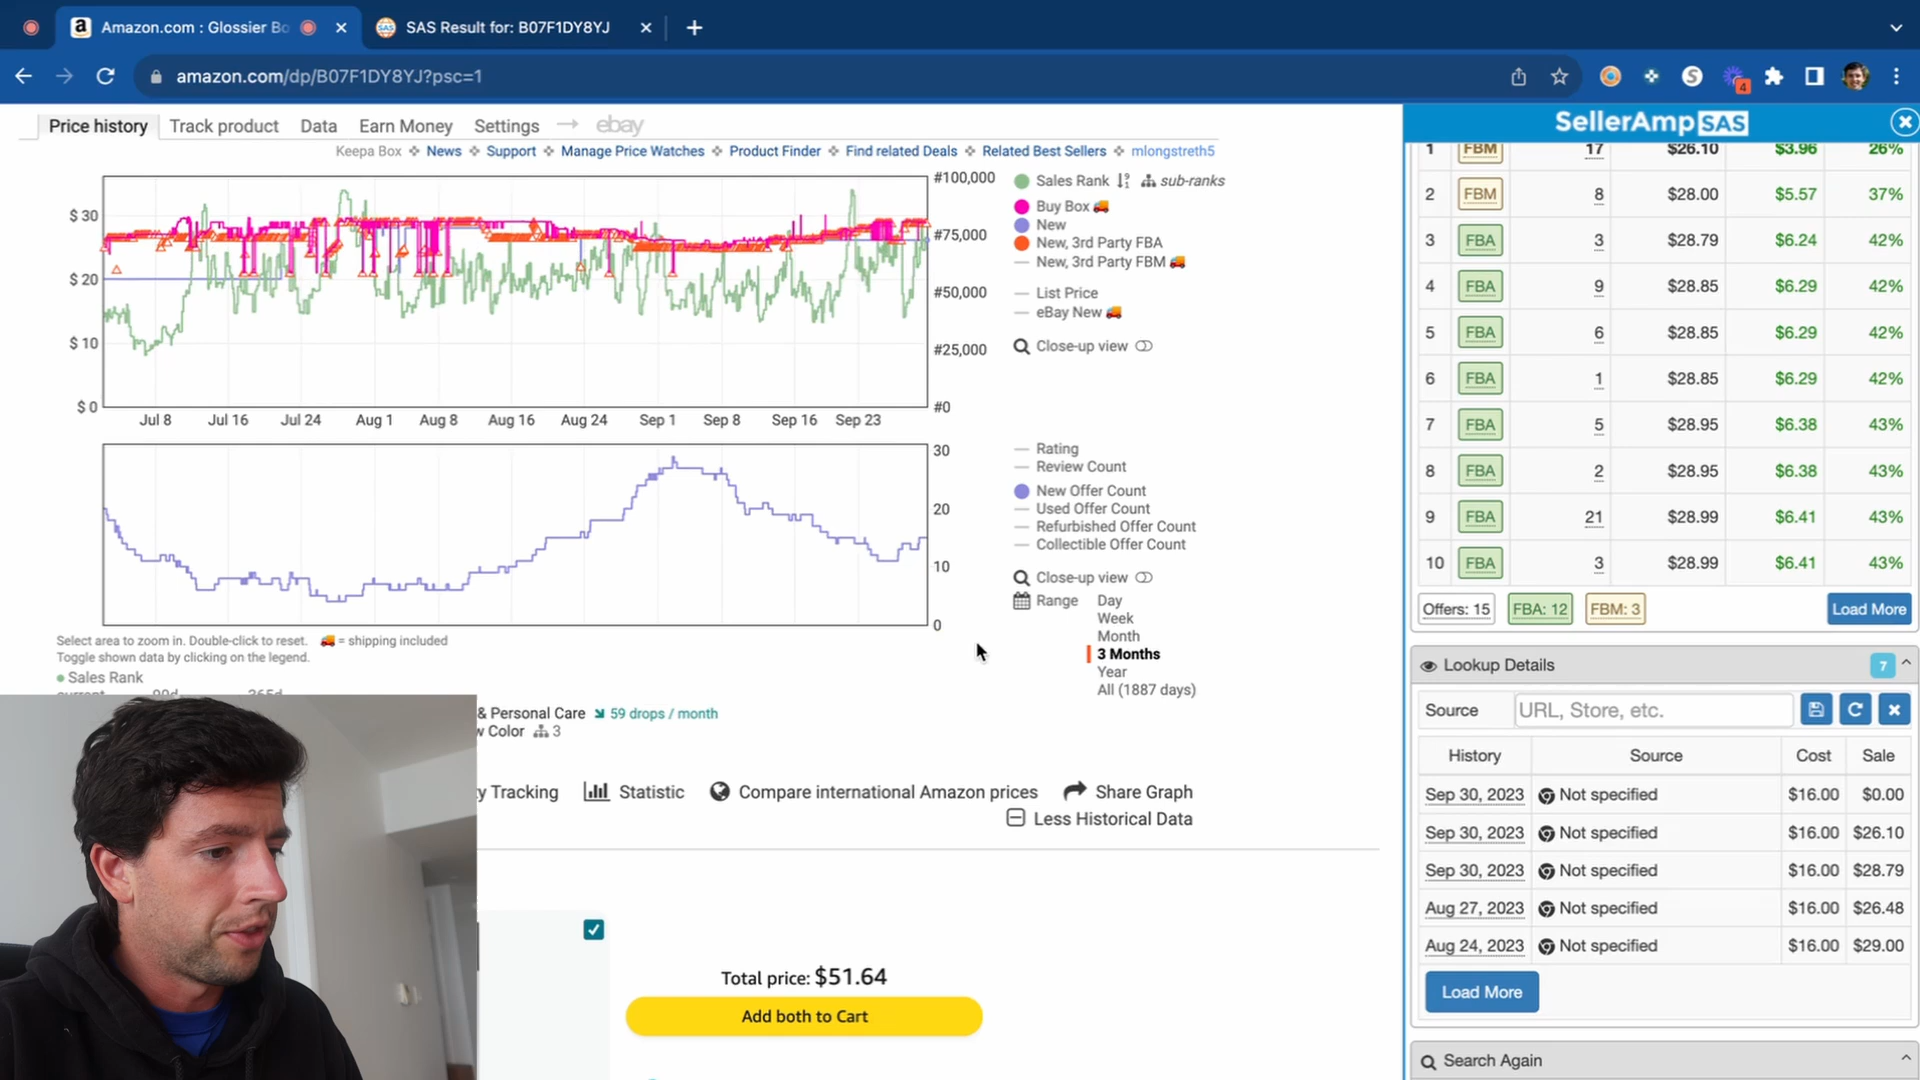 Amazon.com : Glossier Bo
SAS Result for: B07F1DY8YJ
amazon.com/dp/B07F1DY8YJ?psc=1
4
Price history
Track product
Data
Earn Money
Settings
ebay
Keepa Box
News
Support
Manage Price Watches
Product Finder
Find related Deals
Related Best Sellers
mlongstreth5
$ 30
$ 20
$ 10
$ 0
#100,000
#75,000
#50,000
#25,000
#0
Jul 8
Jul 16
Jul 24
Aug 1
Aug 8
Aug 16
Aug 24
Sep 1
Sep 8
Sep 16
Sep 23
Sales Rank
sub-ranks
Buy Box
New
New, 3rd Party FBA
New, 3rd Party FBM
List Price
eBay New
Close-up view
30
20
10
0
Rating
Review Count
New Offer Count
Used Offer Count
Refurbished Offer Count
Collectible Offer Count
Close-up view
Range
Day
Week
Month
3 Months
Year
All (1887 days)
Select area to zoom in. Double-click to reset.
= shipping included
Toggle shown data by clicking on the legend.
Sales Rank
& Personal Care
59 drops / month
w Color
3
y Tracking
Statistic
Compare international Amazon prices
Share Graph
Less Historical Data
Total price: $51.64
Add both to Cart
SellerAmp SAS
1 FBM 17 $26.10 $3.96 26%
2 FBM 8 $28.00 $5.57 37%
3 FBA 3 $28.79 $6.24 42%
4 FBA 9 $28.85 $6.29 42%
5 FBA 6 $28.85 $6.29 42%
6 FBA 1 $28.85 $6.29 42%
7 FBA 5 $28.95 $6.38 43%
8 FBA 2 $28.95 $6.38 43%
9 FBA 21 $28.99 $6.41 43%
10 FBA 3 $28.99 $6.41 43%
Offers: 15
FBA: 12
FBM: 3
Load More
Lookup Details
7
Source
URL, Store, etc.
History Source Cost Sale
Sep 30, 2023 Not specified $16.00 $0.00
Sep 30, 2023 Not specified $16.00 $26.10
Sep 30, 2023 Not specified $16.00 $28.79
Aug 27, 2023 Not specified $16.00 $26.48
Aug 24, 2023 Not specified $16.00 $29.00
Load More
Search Again